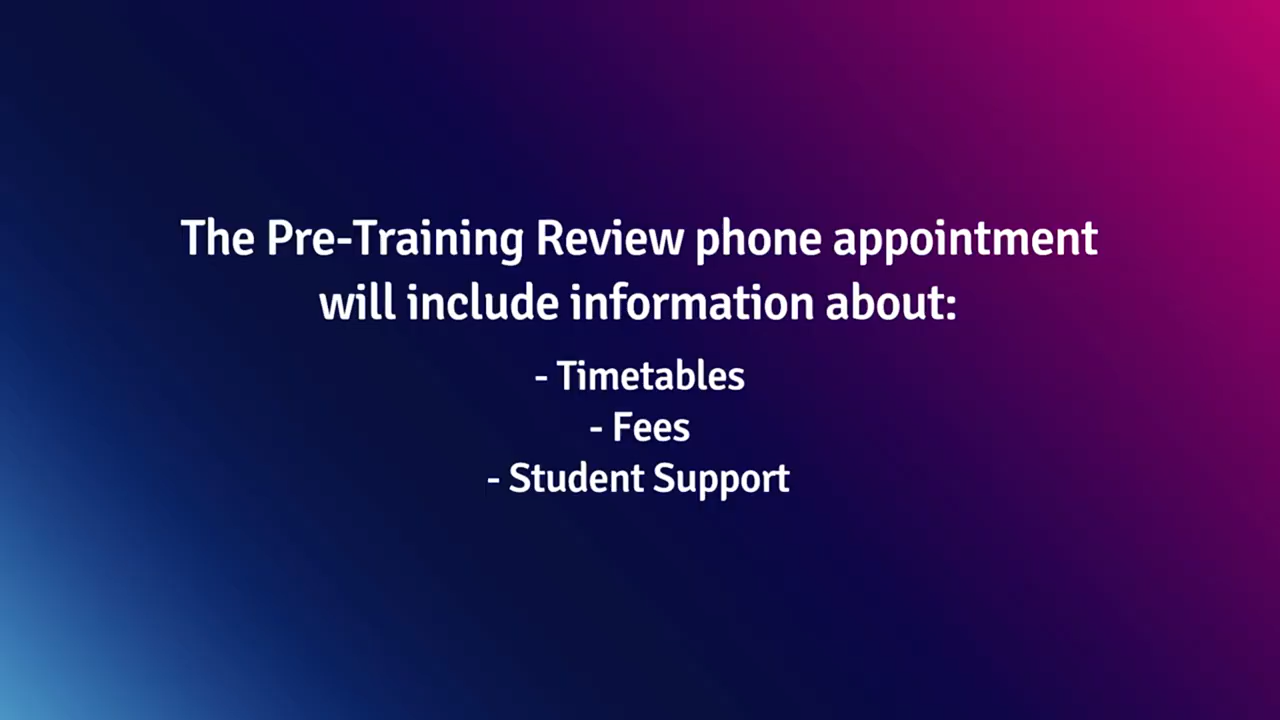 The Pre-Training Review phone appointment
will include information about:
- Timetables
- Fees
- Student Support